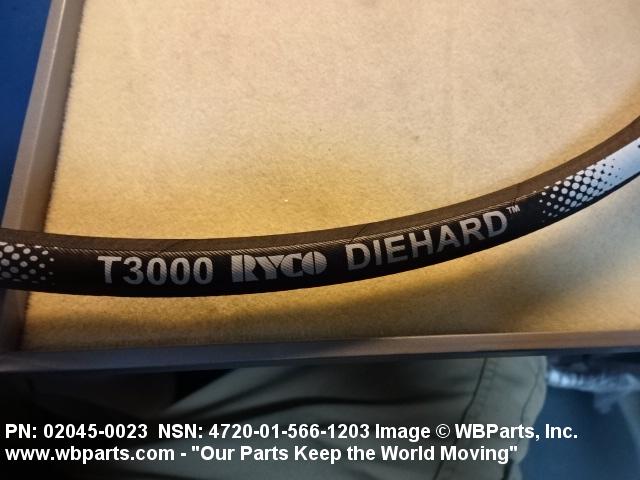 T3000 RYCO DIEHARD™
PN: 02045-0023 NSN: 4720-01-566-1203 Image © WBParts, Inc.
www.wbparts.com - "Our Parts Keep the World Moving"